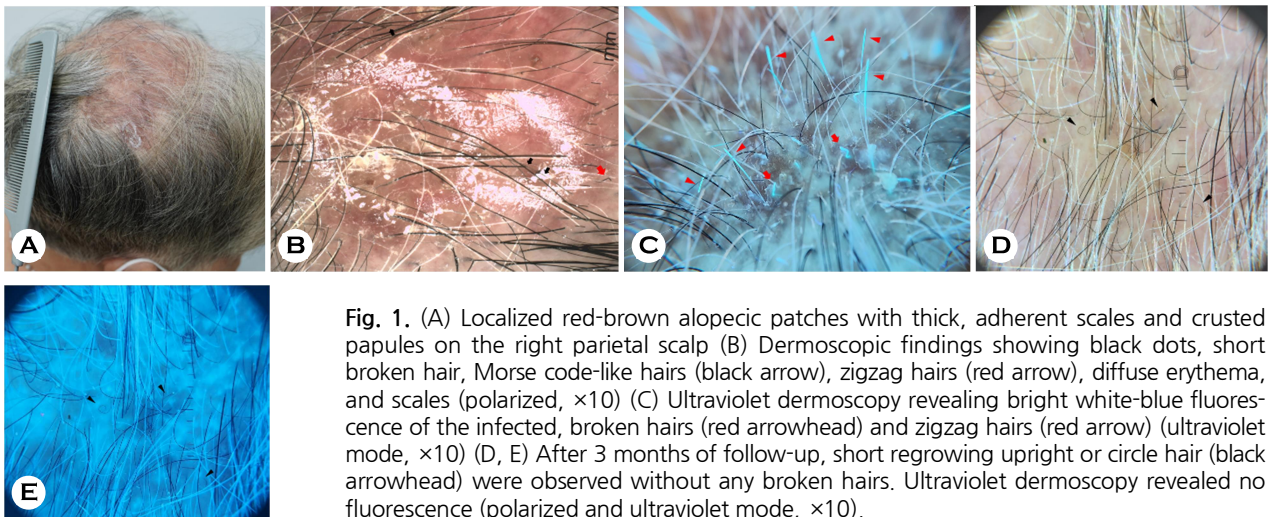 A
B
mm
C
D
E
Fig. 1. (A) Localized red-brown alopecic patches with thick, adherent scales and crusted
papules on the right parietal scalp (B) Dermoscopic findings showing black dots, short
broken hair, Morse code-like hairs (black arrow), zigzag hairs (red arrow), diffuse erythema,
and scales (polarized, ×10) (C) Ultraviolet dermoscopy revealing bright white-blue fluores-
cence of the infected, broken hairs (red arrowhead) and zigzag hairs (red arrow) (ultraviolet
mode, ×10) (D, E) After 3 months of follow-up, short regrowing upright or circle hair (black
arrowhead) were observed without any broken hairs. Ultraviolet dermoscopy revealed no
fluorescence (polarized and ultraviolet mode, ×10).